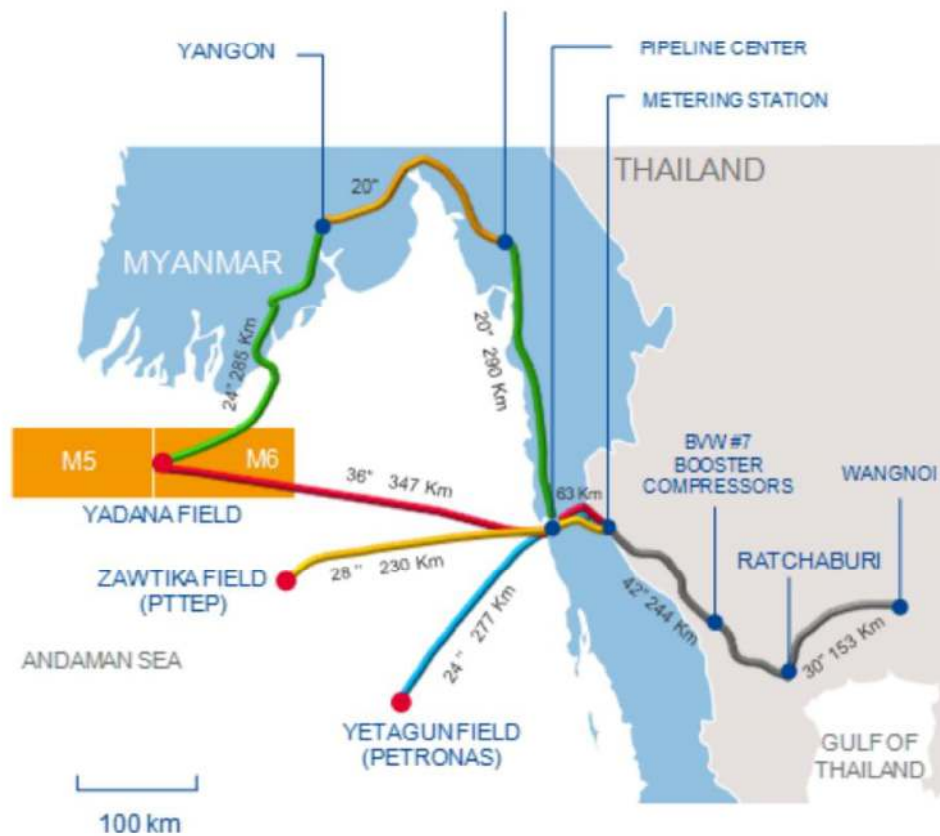 YANGON
PIPELINE CENTER
METERING STATION
THAILAND
20"
MYANMAR
24" 285 Km
20" 290 Km
M5
M6
36" 347 Km
63 Km
BVW #7
BOOSTER
COMPRESSORS
WANGNOI
YADANA FIELD
RATCHABURI
ZAWTIKA FIELD
(PTTEP)
28" 230 Km
24" 277 Km
42" 244 Km
30" 153 Km
ANDAMAN SEA
YETAGUN FIELD
(PETRONAS)
GULF OF
THAILAND
100 km